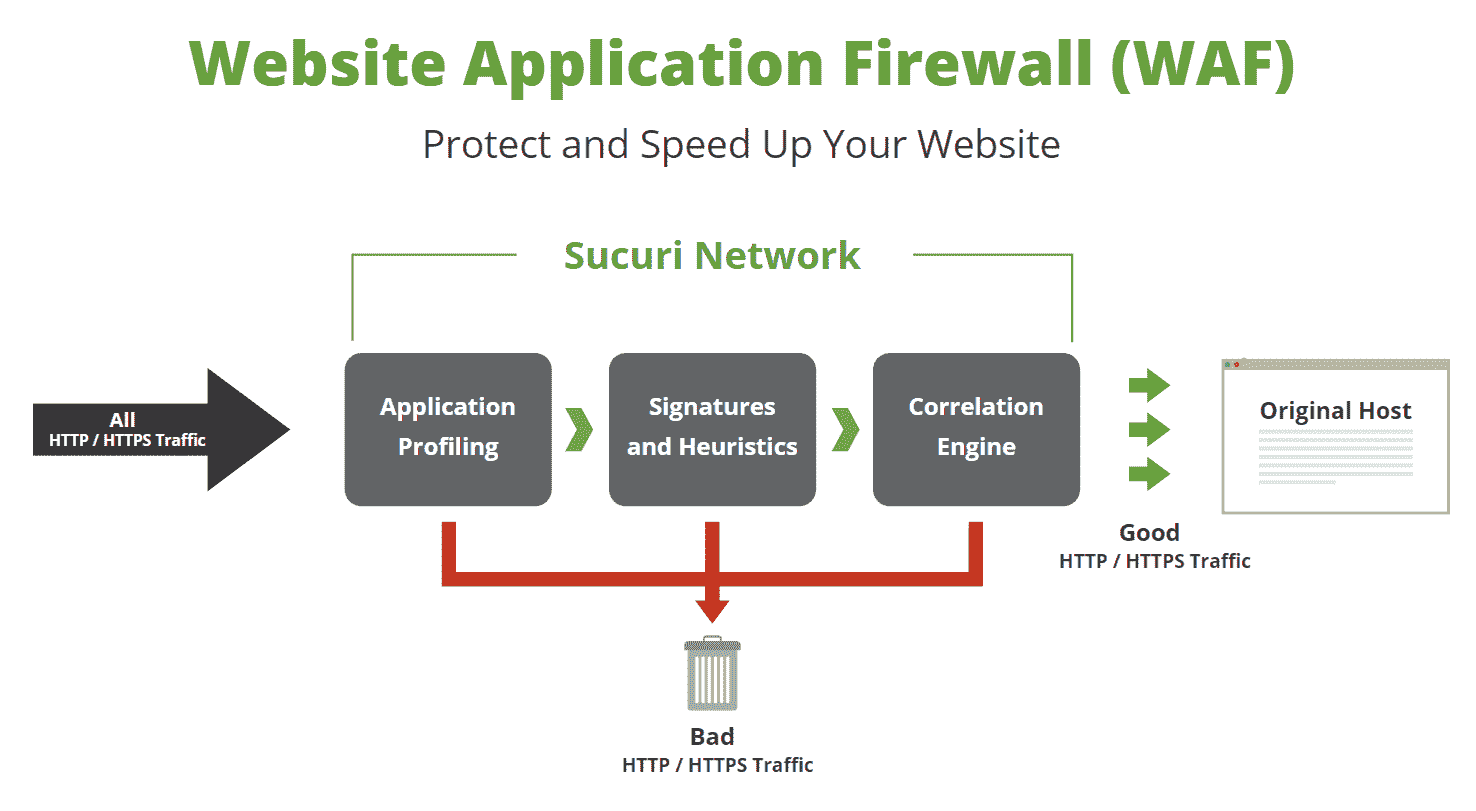 Website Application Firewall (WAF)
Protect and Speed Up Your Website
Sucuri Network
All
HTTP / HTTPS Traffic
Application
Profiling
Signatures
and Heuristics
Correlation
Engine
Good
HTTP / HTTPS Traffic
Original Host
Bad
HTTP / HTTPS Traffic